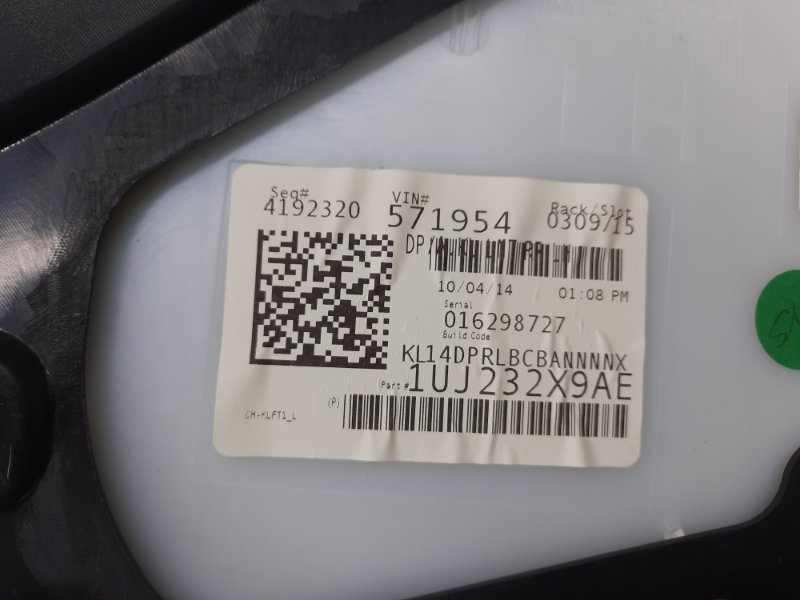 Seq# VIN# Rack/Slot
4192320 571954 0309/15
DP
10/04/14 01:08 PM
Serial
016298727
Build Code
KL14DPRLBCBANNNNX
Part # 1UJ232X9AE
(P)
CH-KLFT1_L